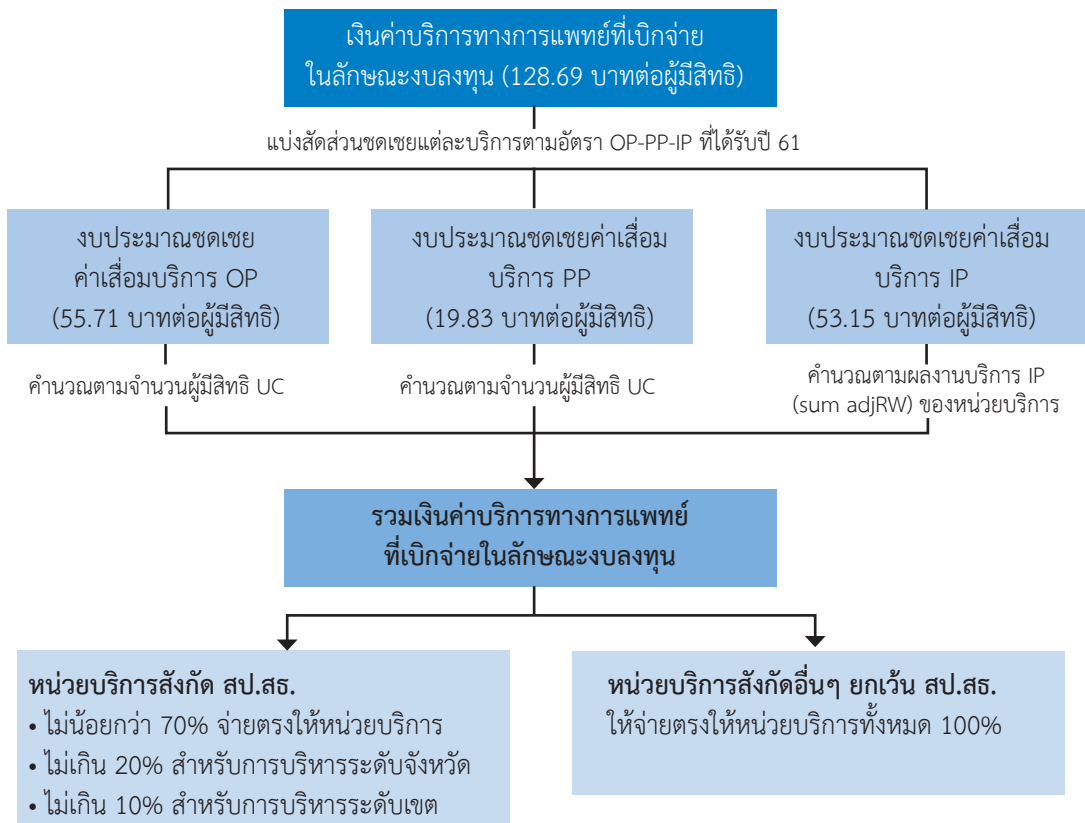 เงินค่าบริการทางการแพทย์ที่เบิกจ่าย
ในลักษณะงบลงทุน (128.69 บาทต่อผู้มีสิทธิ)
แบ่งสัดส่วนชดเชยแต่ละบริการตามอัตรา OP-PP-IP ที่ได้รับปี 61
งบประมาณชดเชย
ค่าเสื่อมบริการ OP
(55.71 บาทต่อผู้มีสิทธิ)
งบประมาณชดเชยค่าเสื่อม
บริการ PP
(19.83 บาทต่อผู้มีสิทธิ)
งบประมาณชดเชยค่าเสื่อม
บริการ IP
(53.15 บาทต่อผู้มีสิทธิ)
คำนวณตามจำนวนผู้มีสิทธิ UC
คำนวณตามจำนวนผู้มีสิทธิ UC
คำนวณตามผลงานบริการ IP
(sum adjRW) ของหน่วยบริการ
รวมเงินค่าบริการทางการแพทย์
ที่เบิกจ่ายในลักษณะงบลงทุน
หน่วยบริการสังกัด สป.สธ.
• ไม่น้อยกว่า 70% จ่ายตรงให้หน่วยบริการ
• ไม่เกิน 20% สำหรับการบริหารระดับจังหวัด
• ไม่เกิน 10% สำหรับการบริหารระดับเขต
หน่วยบริการสังกัดอื่นๆ ยกเว้น สป.สธ.
ให้จ่ายตรงให้หน่วยบริการทั้งหมด 100%